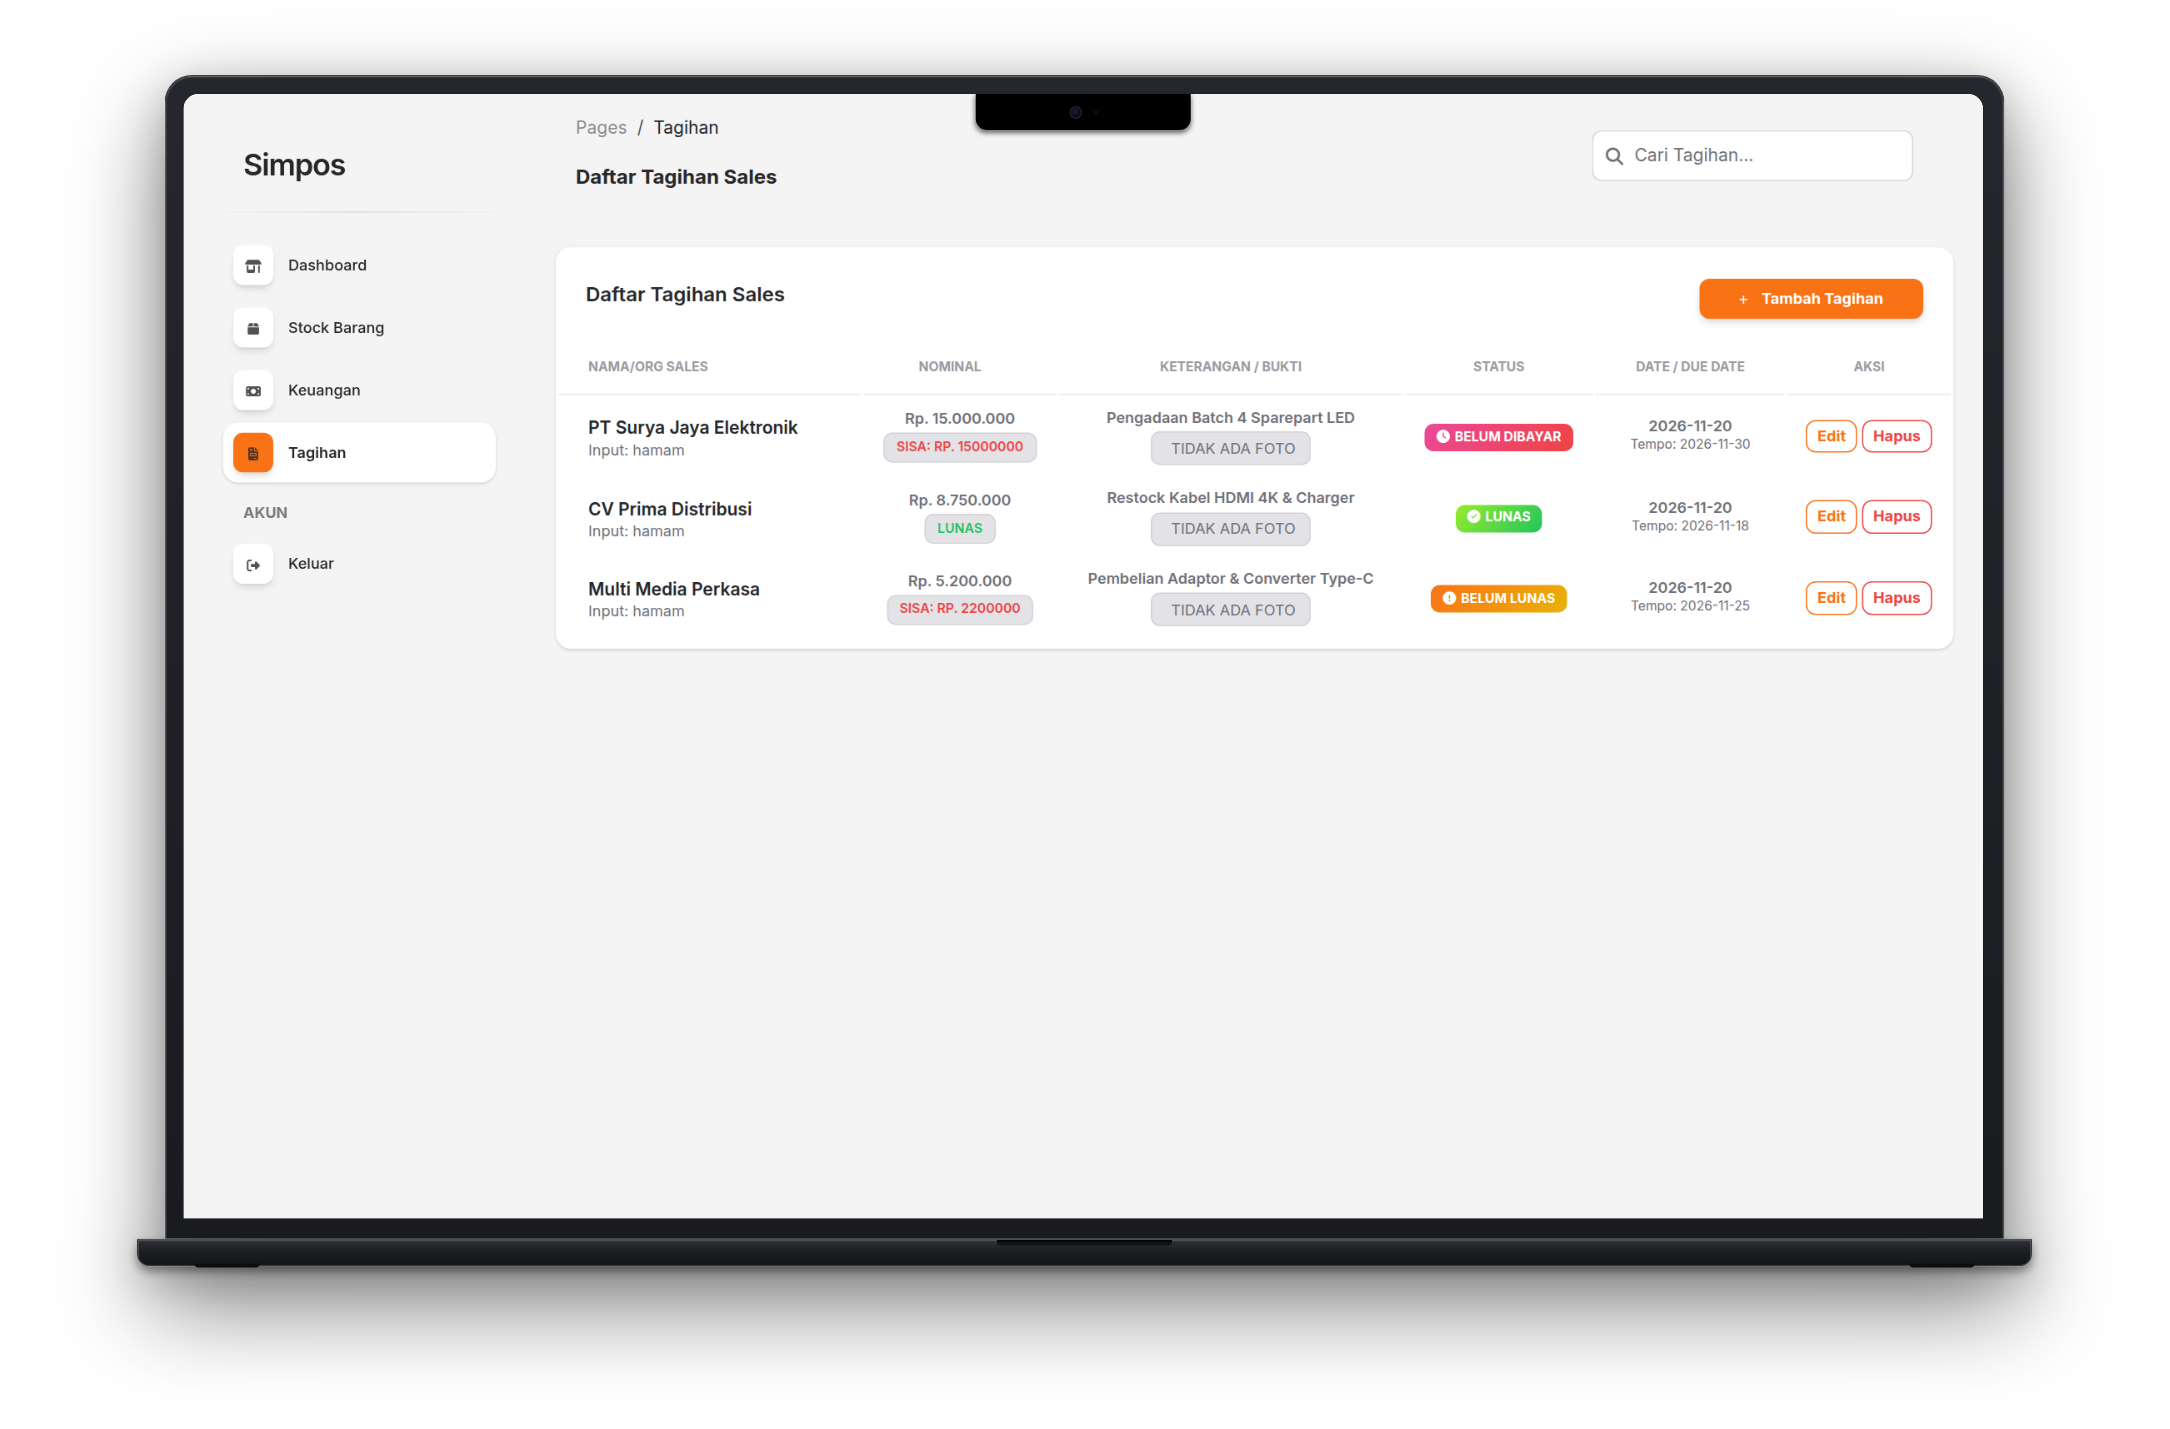 Simpos
Dashboard
Stock Barang
Keuangan
Tagihan
AKUN
Keluar
Pages / Tagihan
Daftar Tagihan Sales
Cari Tagihan...
Daftar Tagihan Sales
+ Tambah Tagihan
NAMA/ORG SALES NOMINAL KETERANGAN / BUKTI STATUS DATE / DUE DATE AKSI
PT Surya Jaya Elektronik
Input: hamam
Rp. 15.000.000
SISA: RP. 15000000
Pengadaan Batch 4 Sparepart LED
TIDAK ADA FOTO
BELUM DIBAYAR
2026-11-20
Tempo: 2026-11-30
Edit Hapus
CV Prima Distribusi
Input: hamam
Rp. 8.750.000
LUNAS
Restock Kabel HDMI 4K & Charger
TIDAK ADA FOTO
LUNAS
2026-11-20
Tempo: 2026-11-18
Edit Hapus
Multi Media Perkasa
Input: hamam
Rp. 5.200.000
SISA: RP. 2200000
Pembelian Adaptor & Converter Type-C
TIDAK ADA FOTO
BELUM LUNAS
2026-11-20
Tempo: 2026-11-25
Edit Hapus